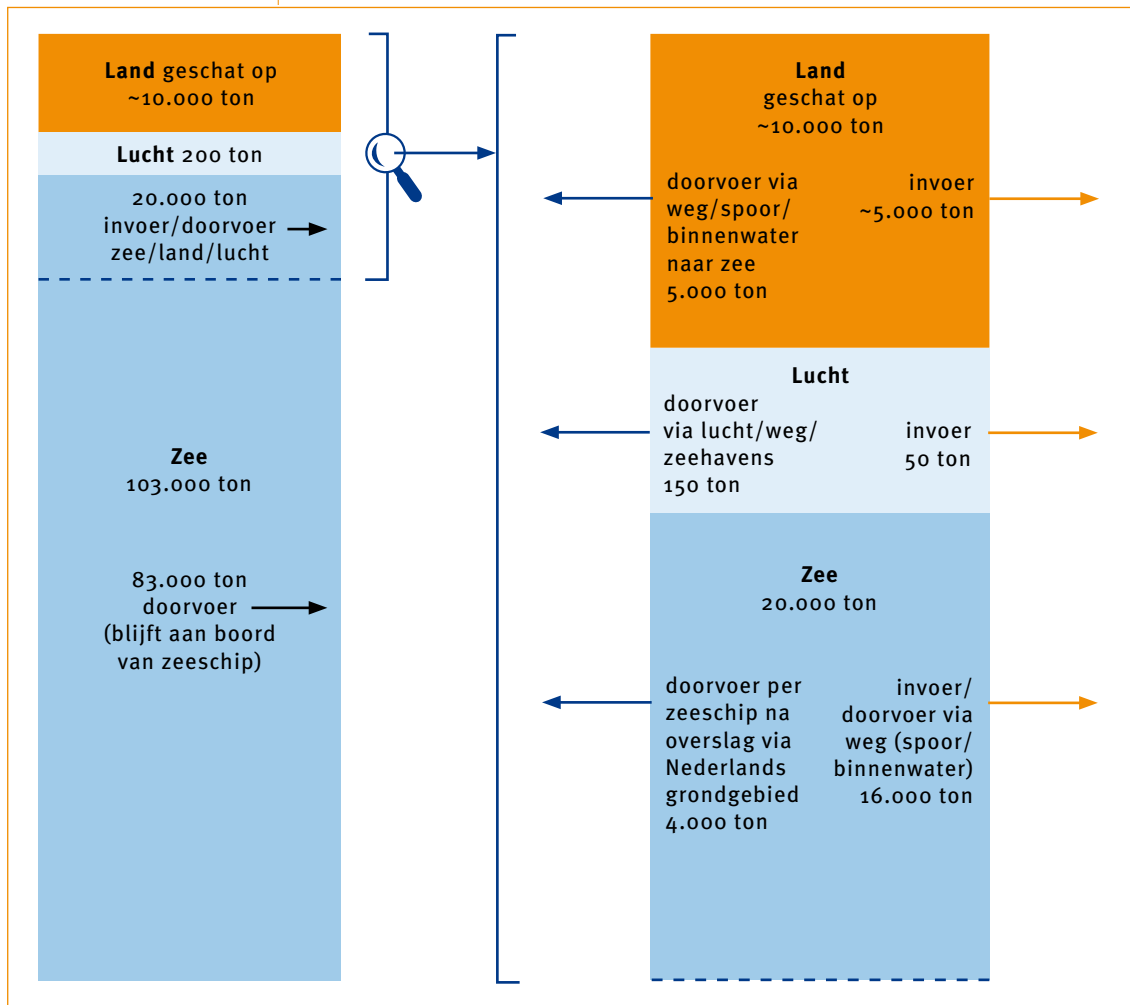 Land geschat op
~10.000 ton
Lucht 200 ton
20.000 ton
invoer/doorvoer
zee/land/lucht
Zee
103.000 ton
83.000 ton
doorvoer
(blijft aan boord
van zeeschip)
Land
geschat op
~10.000 ton
doorvoer via
weg/spoor/
binnenwater
naar zee
5.000 ton
invoer
~5.000 ton
Lucht
doorvoer
via lucht/weg/
zeehavens
150 ton
invoer
50 ton
Zee
20.000 ton
doorvoer per
zeeschip na
overslag via
Nederlands
grondgebied
4.000 ton
invoer/
doorvoer via
weg (spoor/
binnenwater)
16.000 ton